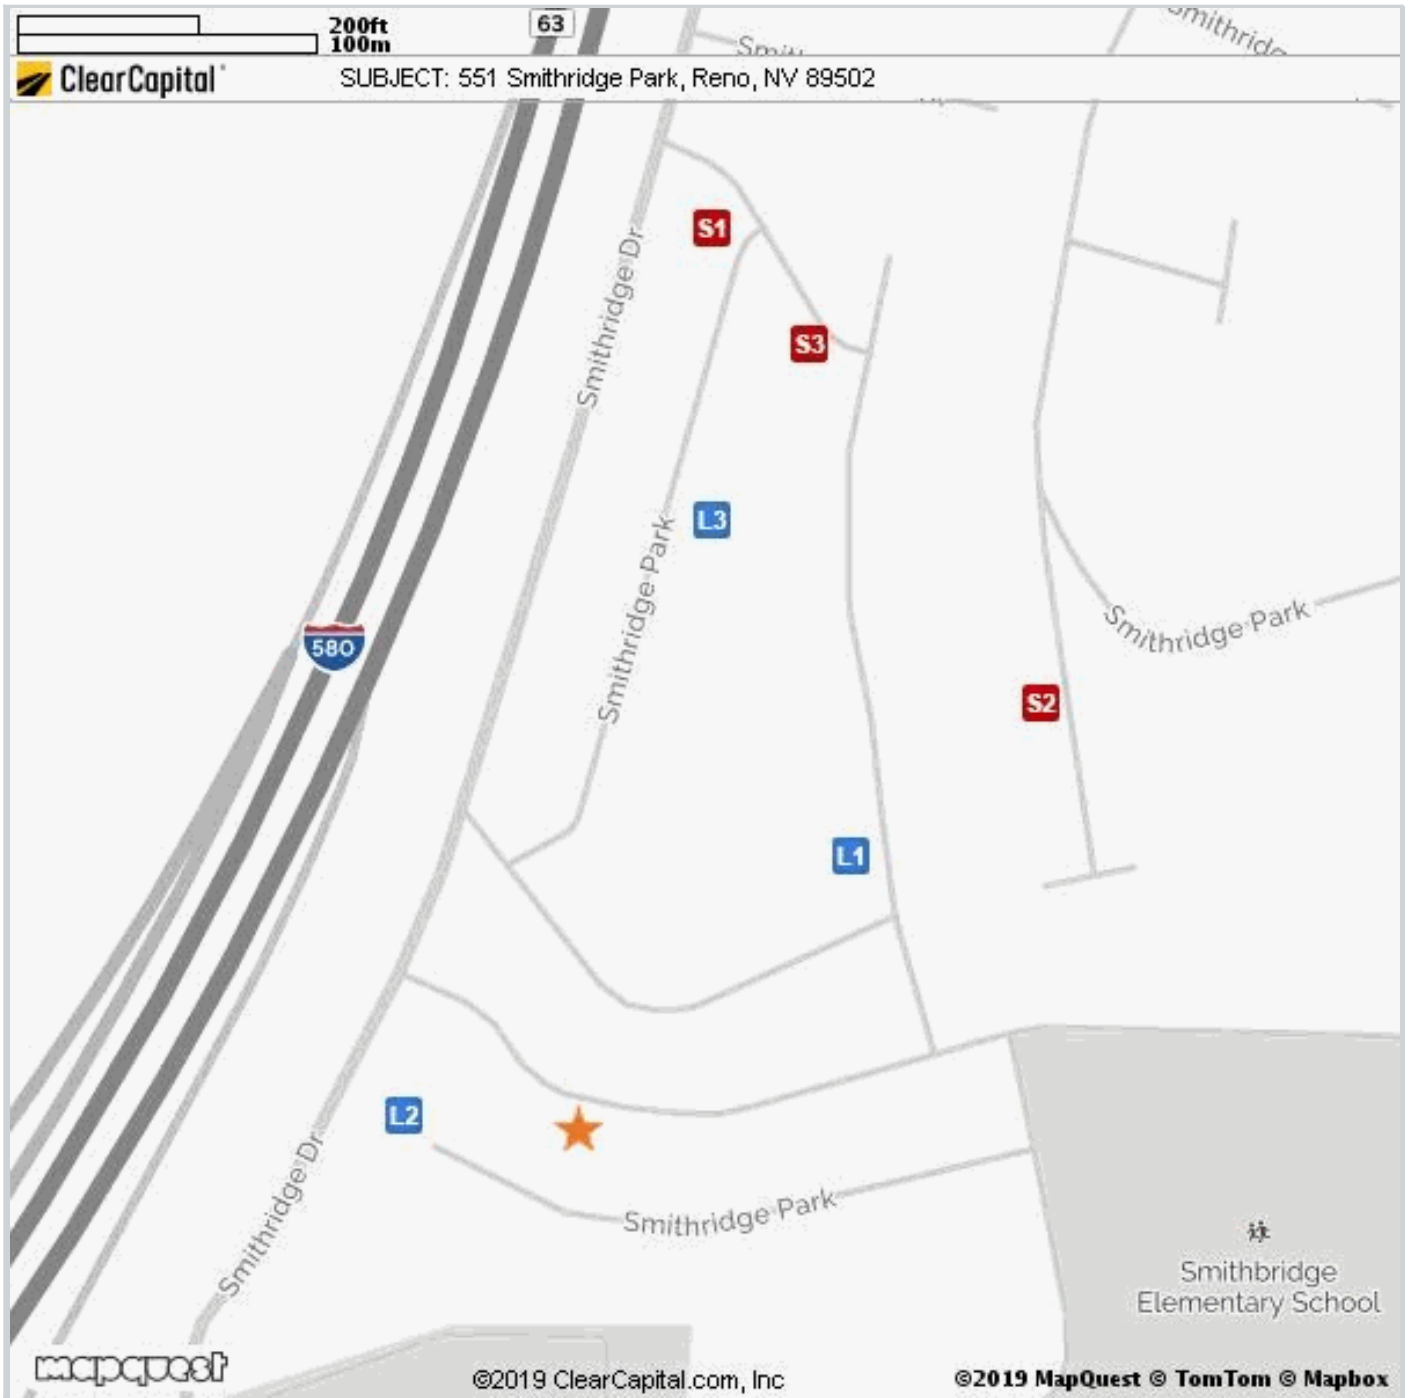 200ft
100m
63
Smithridge
ClearCapital
SUBJECT: 551 Smithridge Park, Reno, NV 89502
S1
Smithridge Dr
S3
L3
Smithridge Park
580
Smithridge Park
S2
L1
L2
Smithridge Dr
Smithridge Park
Smithbridge
Elementary School
mapquest
©2019 ClearCapital.com, Inc
©2019 MapQuest © TomTom © Mapbox